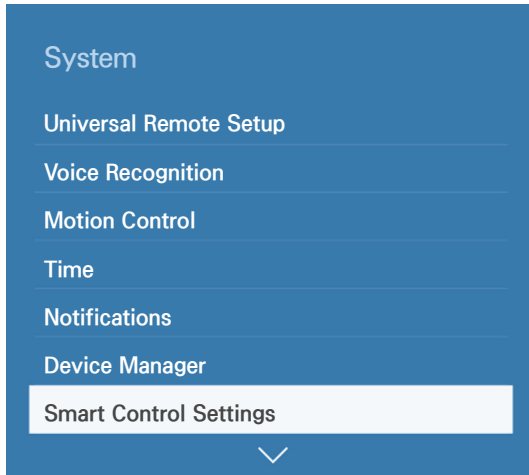 System
Universal Remote Setup
Voice Recognition
Motion Control
Time
Notifications
Device Manager
Smart Control Settings